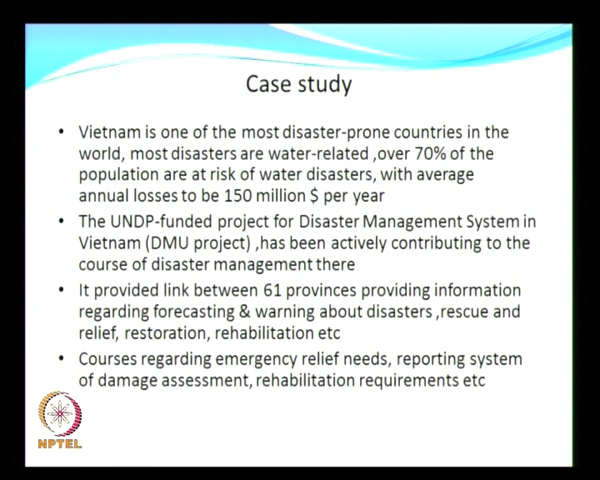 Case study
• Vietnam is one of the most disaster-prone countries in the
world, most disasters are water-related ,over 70% of the
population are at risk of water disasters, with average
annual losses to be 150 million $ per year
• The UNDP-funded project for Disaster Management System in
Vietnam (DMU project) ,has been actively contributing to the
course of disaster management there
• It provided link between 61 provinces providing information
regarding forecasting & warning about disasters ,rescue and
relief, restoration, rehabilitation etc
• Courses regarding emergency relief needs, reporting system
of damage assessment, rehabilitation requirements etc
NPTEL